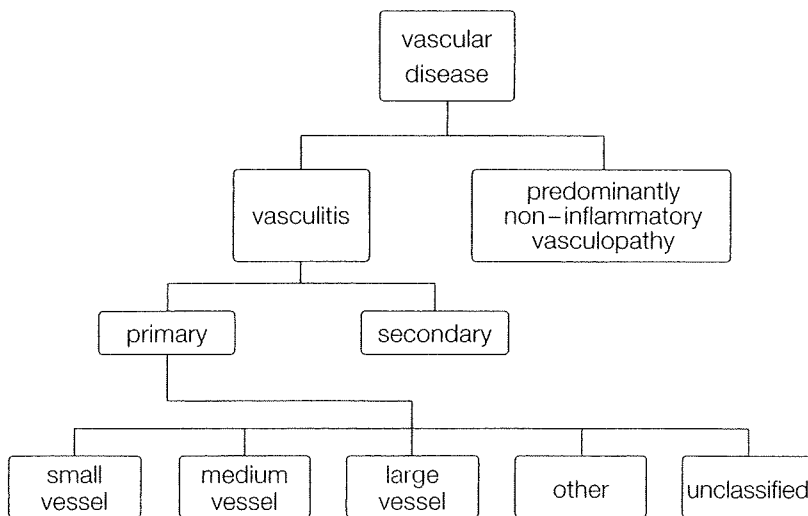 vascular
disease
vasculitis
predominantly
non-inflammatory
vasculopathy
primary
secondary
small
vessel
medium
vessel
large
vessel
other
unclassified